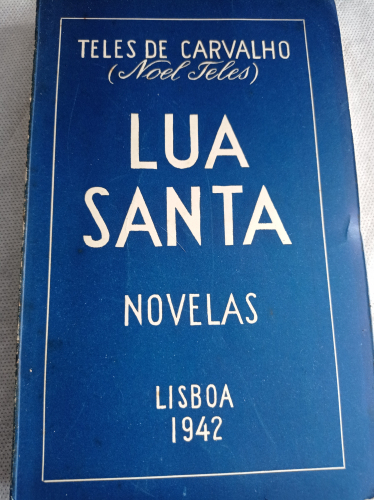 TELES DE CARVALHO
(Noel Teles)
LUA
SANTA
NOVELAS
LISBOA
1942